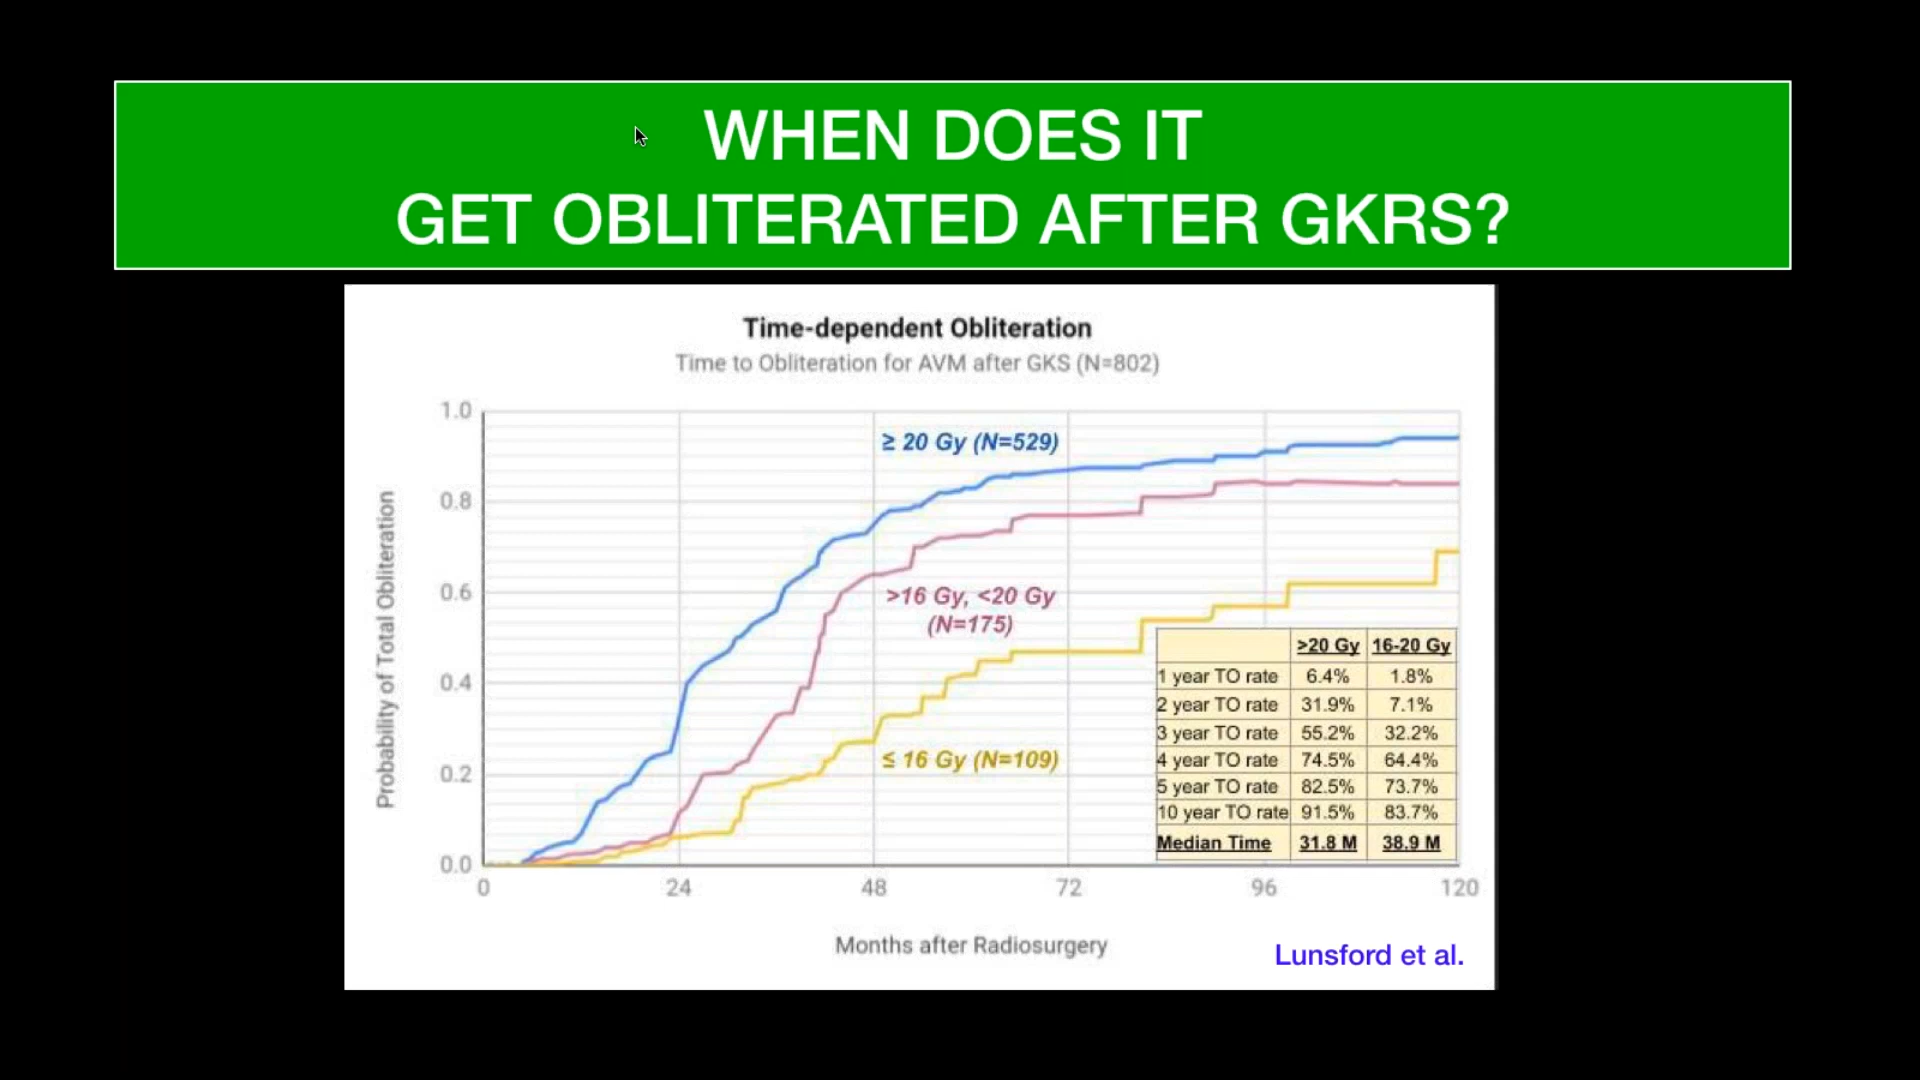 WHEN DOES IT
GET OBLITERATED AFTER GKRS?
Time-dependent Obliteration
Time to Obliteration for AVM after GKS (N=802)
Probability of Total Obliteration
1.0
0.8
0.6
0.4
0.2
0.0
≥ 20 Gy (N=529)
>16 Gy, <20 Gy
(N=175)
≤ 16 Gy (N=109)
>20 Gy 16-20 Gy
1 year TO rate 6.4% 1.8%
2 year TO rate 31.9% 7.1%
3 year TO rate 55.2% 32.2%
4 year TO rate 74.5% 64.4%
5 year TO rate 82.5% 73.7%
10 year TO rate 91.5% 83.7%
Median Time 31.8 M 38.9 M
0 24 48 72 96 120
Months after Radiosurgery
Lunsford et al.